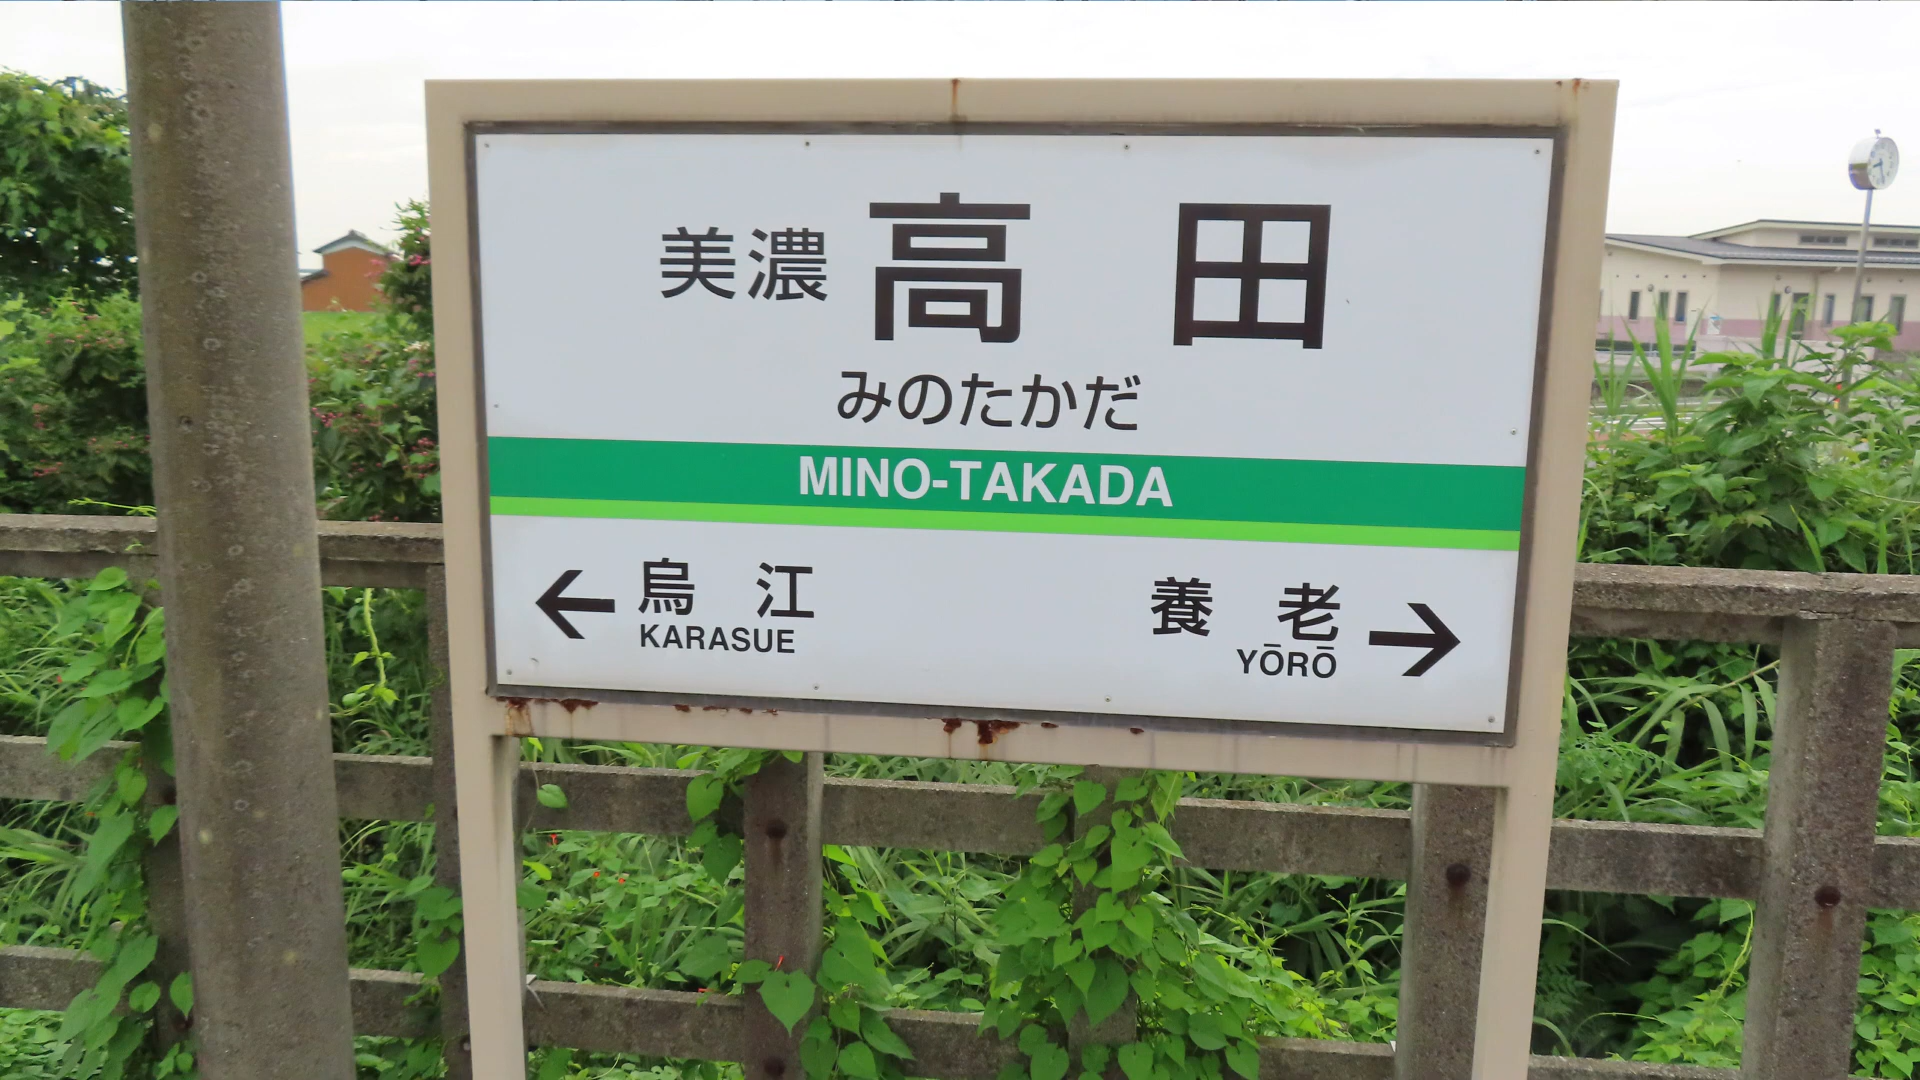 美濃高田
みのたかだ
MINO-TAKADA
← 烏江 養老 →
KARASUE YŌRŌ